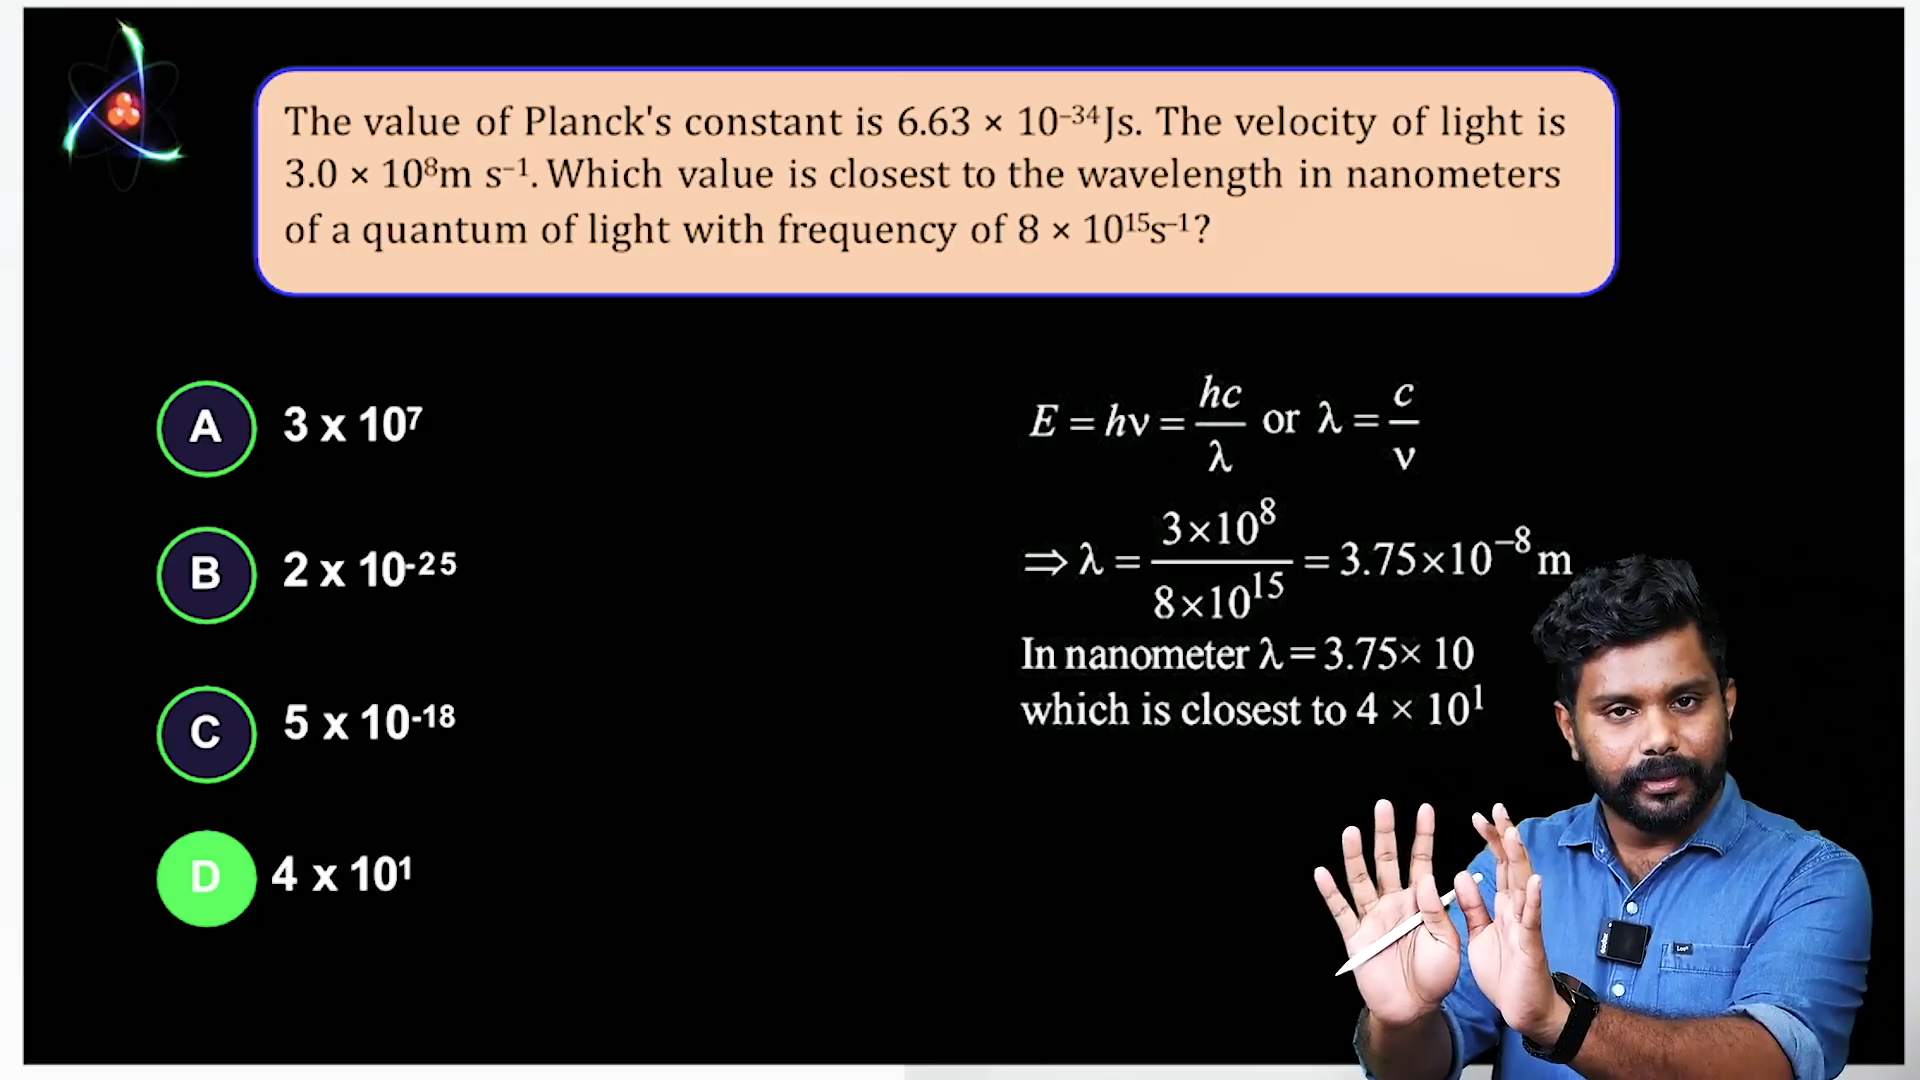 The value of Planck's constant is 6.63 × 10⁻³⁴Js. The velocity of light is
3.0 × 10⁸m s⁻¹. Which value is closest to the wavelength in nanometers
of a quantum of light with frequency of 8 × 10¹⁵s⁻¹?
A 3 x 10⁷
B 2 x 10⁻²⁵
C 5 x 10⁻¹⁸
D 4 x 10¹
E = hν = hc/λ or λ = c/ν
⇒ λ = 3×10⁸/8×10¹⁵ = 3.75×10⁻⁸ m
In nanometer λ = 3.75× 10
which is closest to 4 × 10¹